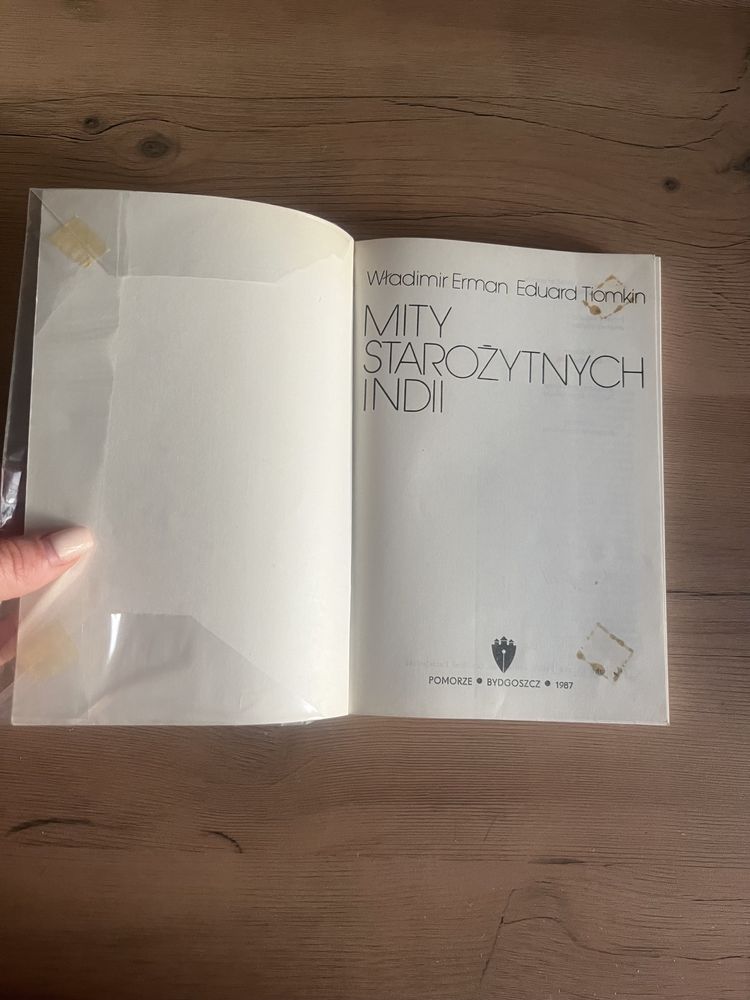 Władimir Erman Eduard Tiomkin
MITY
STAROŻYTNYCH
INDII
POMORZE • BYDGOSZCZ • 1987